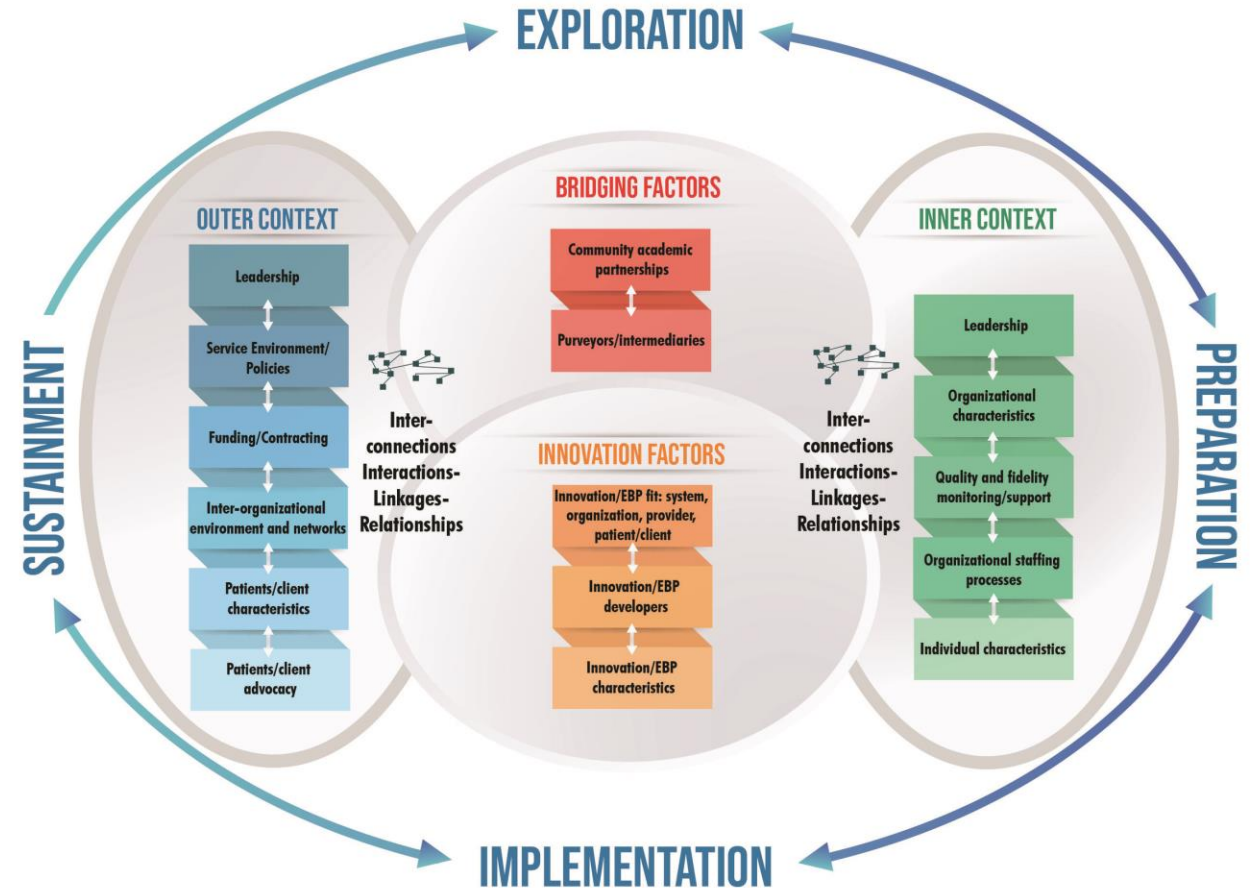 EXPLORATION
SUSTAINMENT
OUTER CONTEXT
Leadership
Service Environment/
Policies
Funding/Contracting
Inter-organizational
environment and networks
Patients/client
characteristics
Patients/client
advocacy
Inter-
connections
Interactions-
Linkages-
Relationships
BRIDGING FACTORS
Community academic
partnerships
Purveyors/intermediaries
INNOVATION FACTORS
Innovation/EBP fit: system,
organization, provider,
patient/client
Innovation/EBP
developers
Innovation/EBP
characteristics
Inter-
connections
Interactions-
Linkages-
Relationships
INNER CONTEXT
Leadership
Organizational
characteristics
Quality and fidelity
monitoring/support
Organizational staffing
processes
Individual characteristics
PREPARATION
IMPLEMENTATION